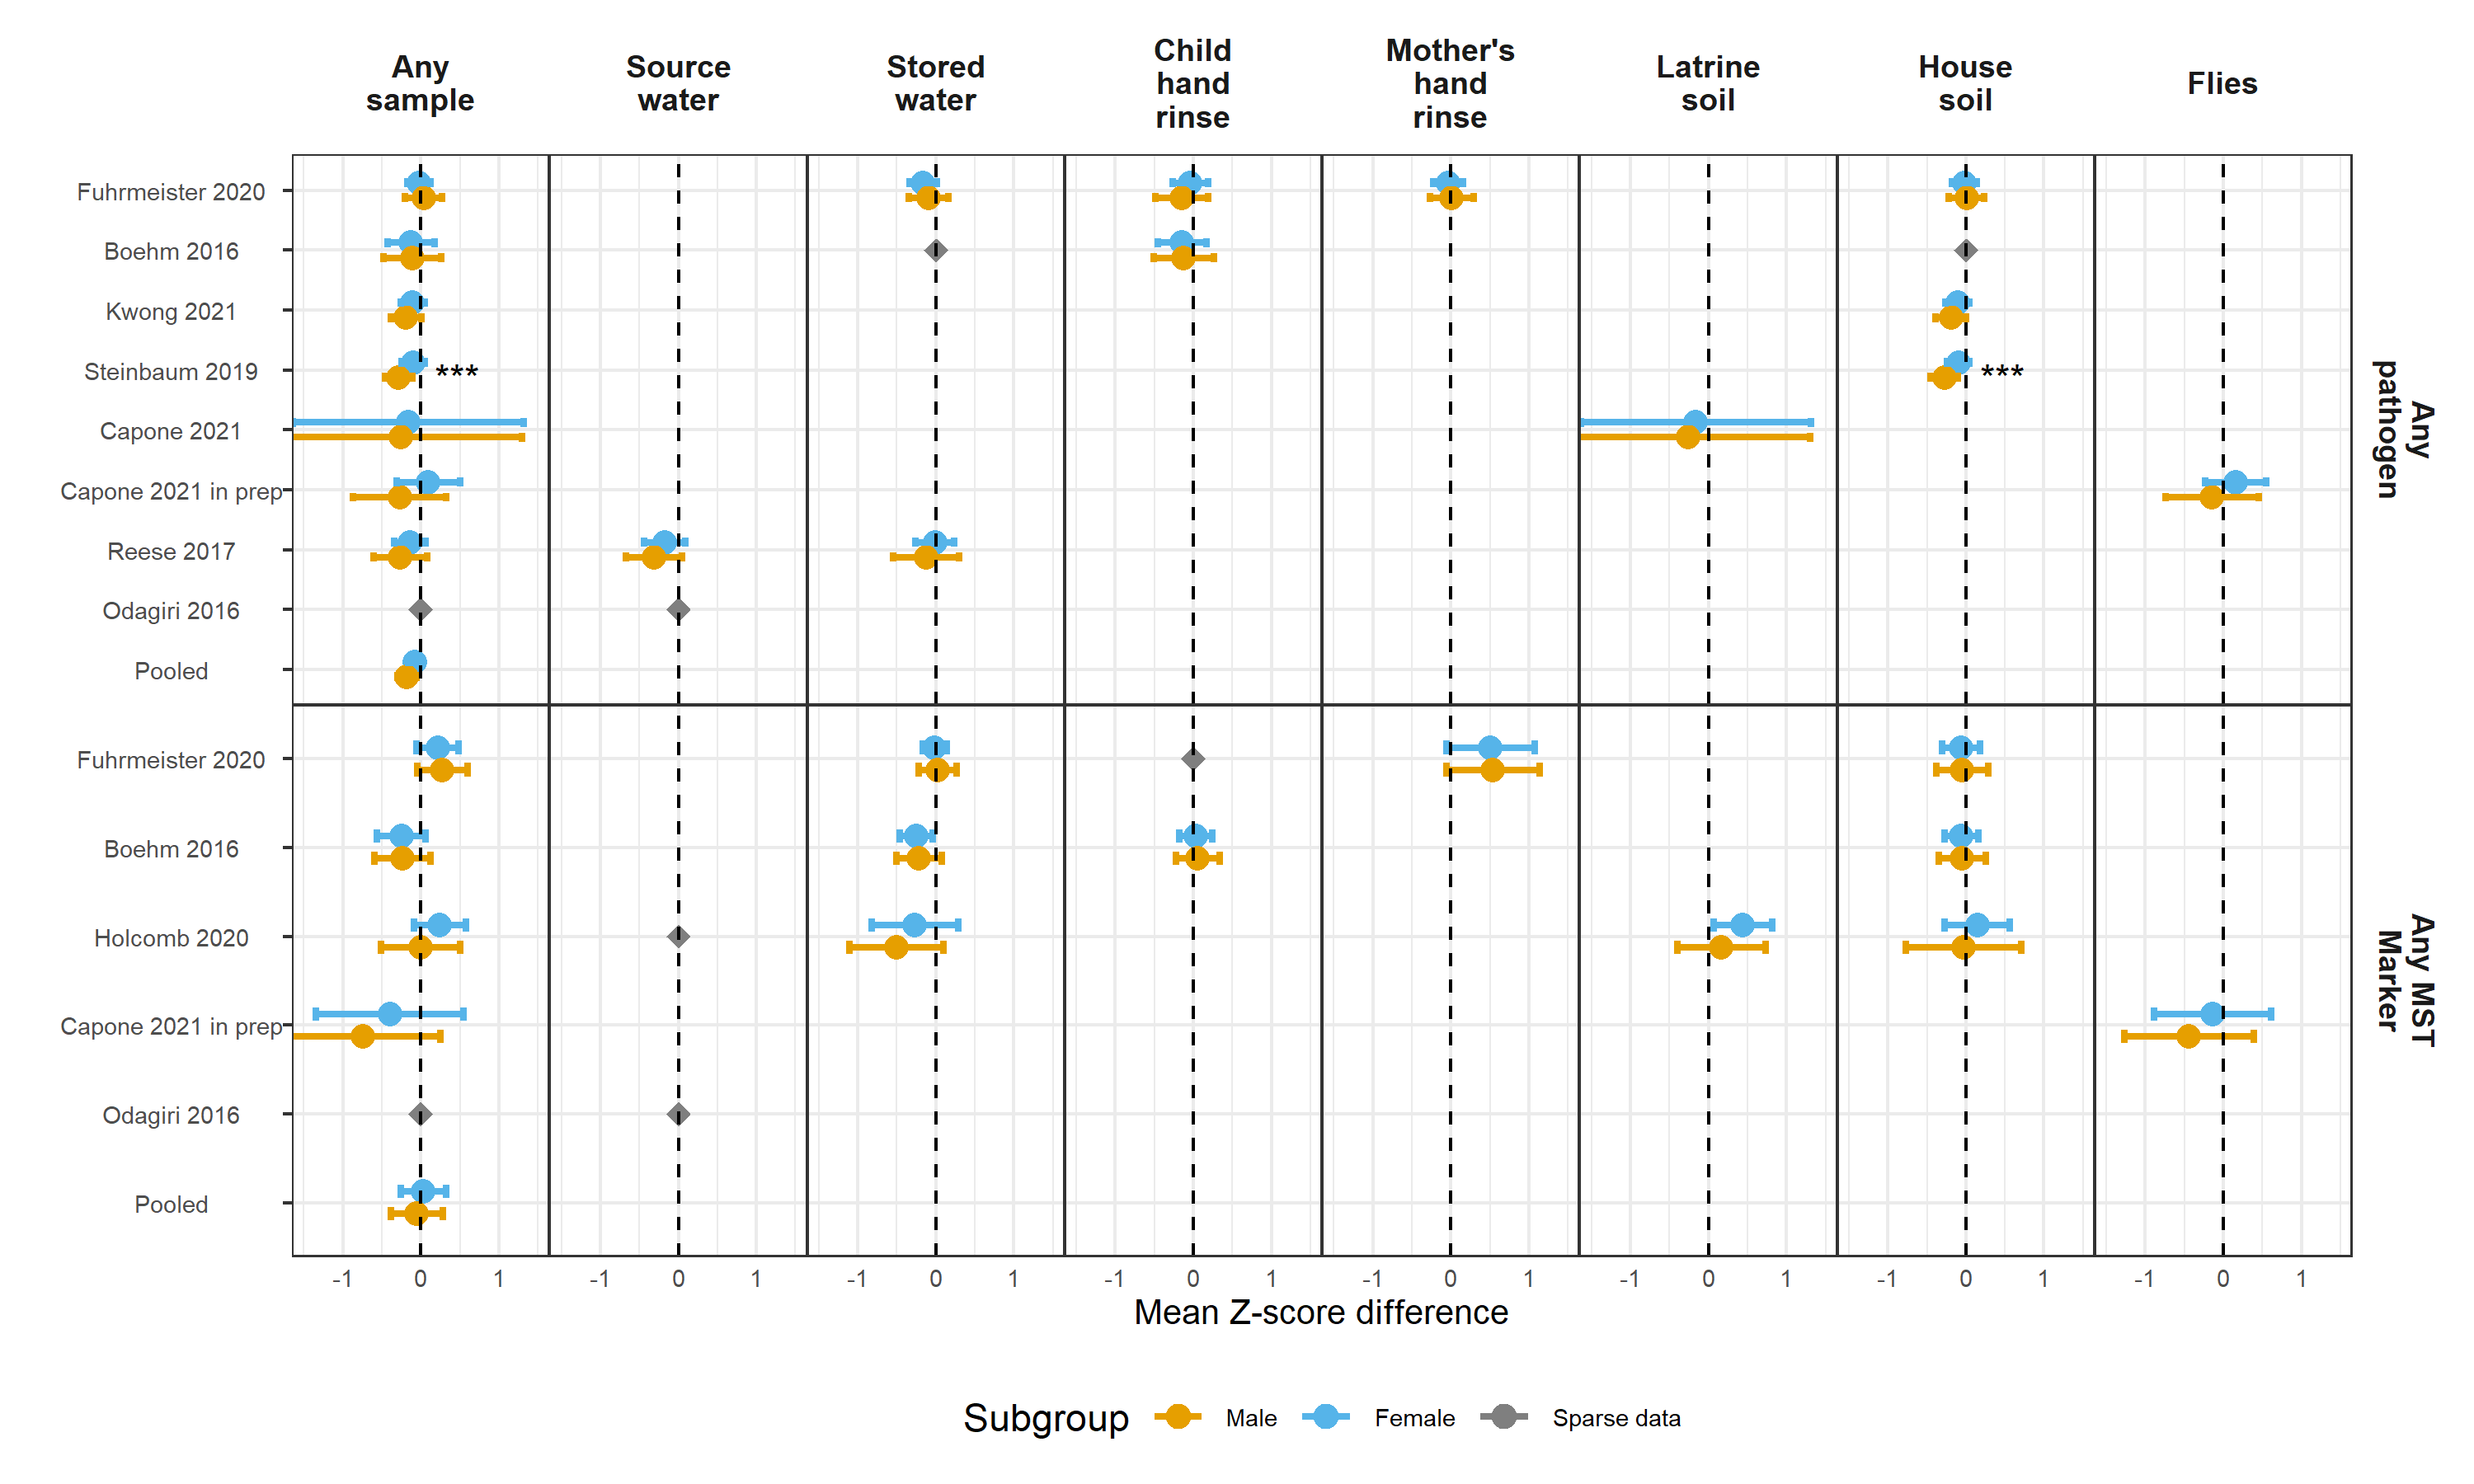 Any
sample
Source
water
Stored
water
Child
hand
rinse
Mother's
hand
rinse
Latrine
soil
House
soil
Flies
Fuhrmeister 2020
Boehm 2016
Kwong 2021
Steinbaum 2019
***
***
Capone 2021
Capone 2021 in prep
Reese 2017
Odagiri 2016
Pooled
Any
pathogen
Fuhrmeister 2020
Boehm 2016
Holcomb 2020
Capone 2021 in prep
Odagiri 2016
Pooled
Any MST
Marker
-1 0 1 -1 0 1 -1 0 1 -1 0 1 -1 0 1 -1 0 1 -1 0 1 -1 0 1
Mean Z-score difference
Subgroup Male Female Sparse data